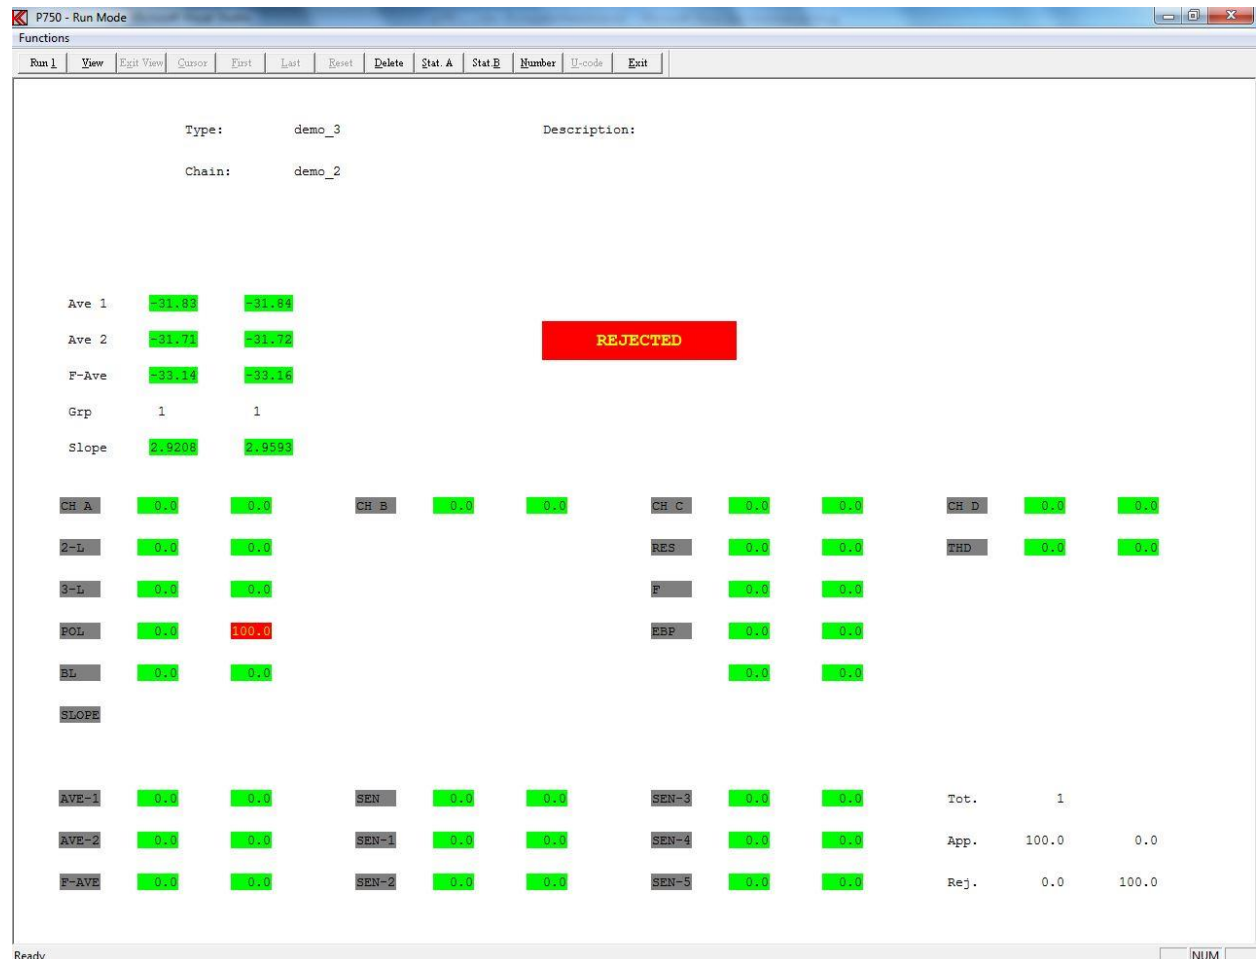 P750 - Run Mode
Functions
Run 1 View Exit View Cursor First Last Reset Delete Stat. A Stat.B Number U-code Exit
Type: demo_3 Description:
Chain: demo_2
Ave 1 -31.83 -31.84
Ave 2 -31.71 -31.72
REJECTED
F-Ave -33.14 -33.16
Grp 1 1
Slope 2.9208 2.9593
CH A 0.0 0.0 CH B 0.0 0.0 CH C 0.0 0.0 CH D 0.0 0.0
2-L 0.0 0.0 RES 0.0 0.0 THD 0.0 0.0
3-L 0.0 0.0 F 0.0 0.0
POL 0.0 100.0 EBP 0.0 0.0
BL 0.0 0.0 0.0 0.0
SLOPE
AVE-1 0.0 0.0 SEN 0.0 0.0 SEN-3 0.0 0.0 Tot. 1
AVE-2 0.0 0.0 SEN-1 0.0 0.0 SEN-4 0.0 0.0 App. 100.0 0.0
F-AVE 0.0 0.0 SEN-2 0.0 0.0 SEN-5 0.0 0.0 Rej. 0.0 100.0
Ready NUM